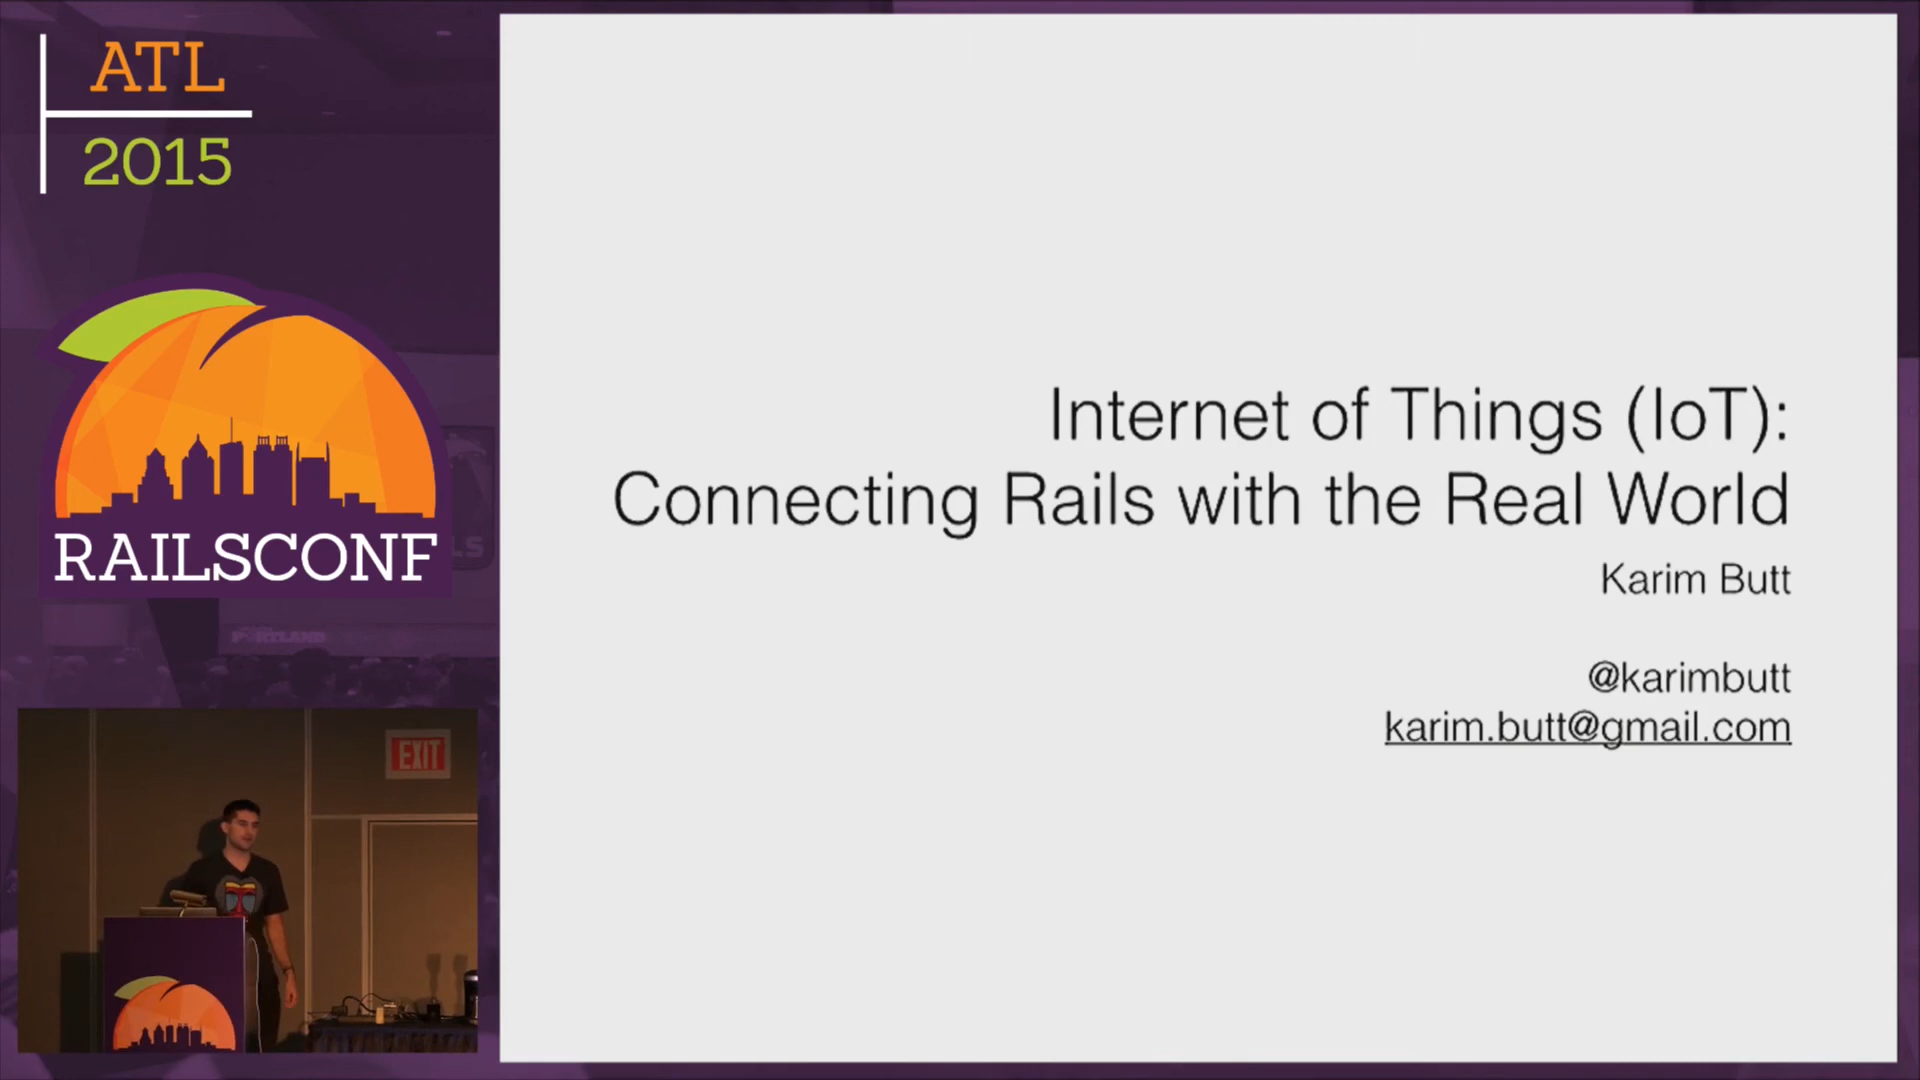 ATL
2015
RAILSCONF
PORTLAND
EXIT
Internet of Things (IoT):
Connecting Rails with the Real World
Karim Butt
@karimbutt
karim.butt@gmail.com